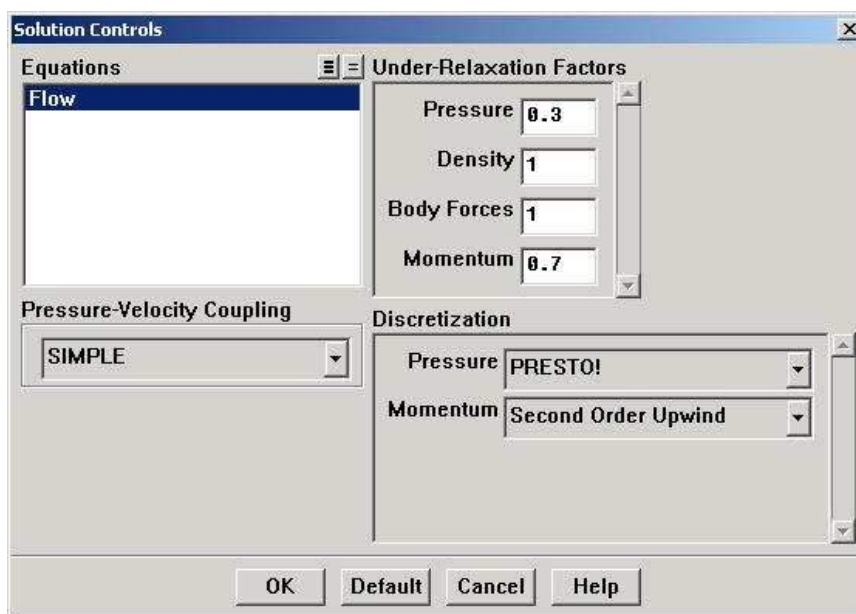 Solution Controls
Equations
Flow
Under-Relaxation Factors
Pressure 0.3
Density 1
Body Forces 1
Momentum 0.7
Pressure-Velocity Coupling
SIMPLE
Discretization
Pressure PRESTO!
Momentum Second Order Upwind
OK Default Cancel Help